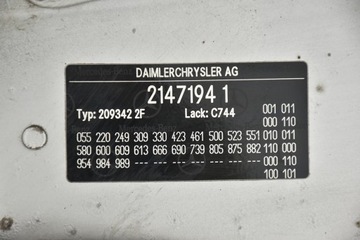 DAIMLERCHRYSLER AG
2147194 1
Typ: 209342 2F Lack: C744 001 011
000 110
055 220 249 309 330 423 461 500 523 551 010 011
580 600 609 613 666 690 739 805 875 882 110 000
954 984 989 --- --- --- --- --- --- --- 000 110
100 101